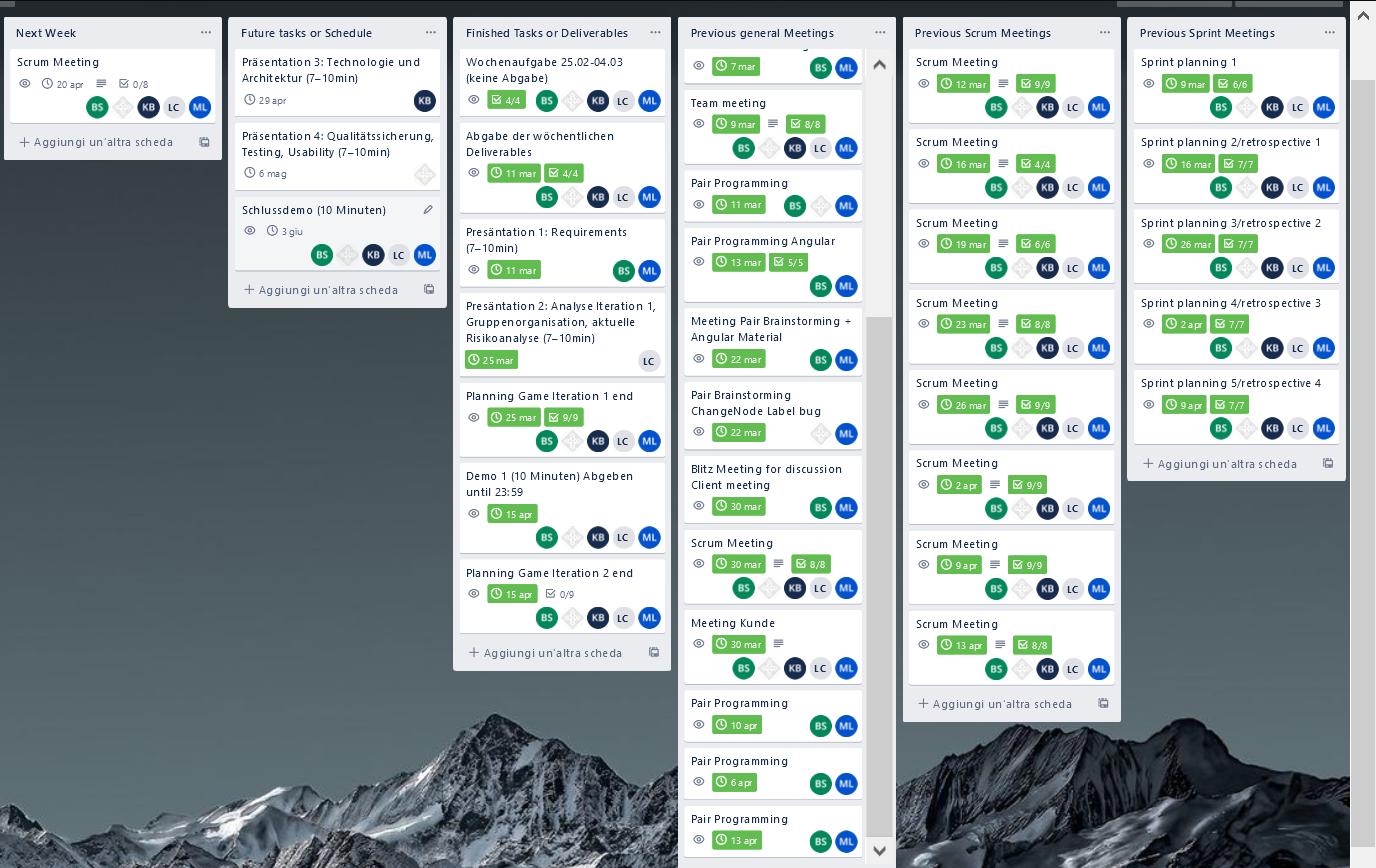 Next Week
Scrum Meeting
20 apr 0/8
BS KB LC ML
Aggiungi un'altra scheda
Future tasks or Schedule
Präsentation 3: Technologie und
Architektur (7–10min)
29 apr KB
Präsentation 4: Qualitätssicherung,
Testing, Usability (7–10min)
6 mag
Schlussdemo (10 Minuten)
3 giu
BS KB LC ML
Aggiungi un'altra scheda
Finished Tasks or Deliverables
Wochenaufgabe 25.02-04.03
(keine Abgabe)
4/4 BS KB LC ML
Abgabe der wöchentlichen
Deliverables
11 mar 4/4
BS KB LC ML
Presäntation 1: Requirements
(7–10min)
11 mar BS ML
Presäntation 2: Analyse Iteration 1,
Gruppenorganisation, aktuelle
Risikoanalyse (7–10min)
25 mar LC
Planning Game Iteration 1 end
25 mar 9/9
BS KB LC ML
Demo 1 (10 Minuten) Abgeben
until 23:59
15 apr
BS KB LC ML
Planning Game Iteration 2 end
15 apr 0/9
BS KB LC ML
Aggiungi un'altra scheda
Previous general Meetings
7 mar BS ML
Team meeting
9 mar 8/8
BS KB LC ML
Pair Programming
11 mar BS ML
Pair Programming Angular
13 mar 5/5
BS ML
Meeting Pair Brainstorming +
Angular Material
22 mar BS ML
Pair Brainstorming
ChangeNode Label bug
22 mar ML
Blitz Meeting for discussion
Client meeting
30 mar BS ML
Scrum Meeting
30 mar 8/8
BS KB LC ML
Meeting Kunde
30 mar
BS KB LC ML
Pair Programming
10 apr BS ML
Pair Programming
6 apr BS ML
Pair Programming
13 apr BS ML
Previous Scrum Meetings
Scrum Meeting
12 mar 9/9
BS KB LC ML
Scrum Meeting
16 mar 4/4
BS KB LC ML
Scrum Meeting
19 mar 6/6
BS KB LC ML
Scrum Meeting
23 mar 8/8
BS KB LC ML
Scrum Meeting
26 mar 9/9
BS KB LC ML
Scrum Meeting
2 apr 9/9
BS KB LC ML
Scrum Meeting
9 apr 9/9
BS KB LC ML
Scrum Meeting
13 apr 8/8
BS KB LC ML
Aggiungi un'altra scheda
Previous Sprint Meetings
Sprint planning 1
9 mar 6/6
BS KB LC ML
Sprint planning 2/retrospective 1
16 mar 7/7
BS KB LC ML
Sprint planning 3/retrospective 2
26 mar 7/7
BS KB LC ML
Sprint planning 4/retrospective 3
2 apr 7/7
BS KB LC ML
Sprint planning 5/retrospective 4
9 apr 7/7
BS KB LC ML
Aggiungi un'altra scheda